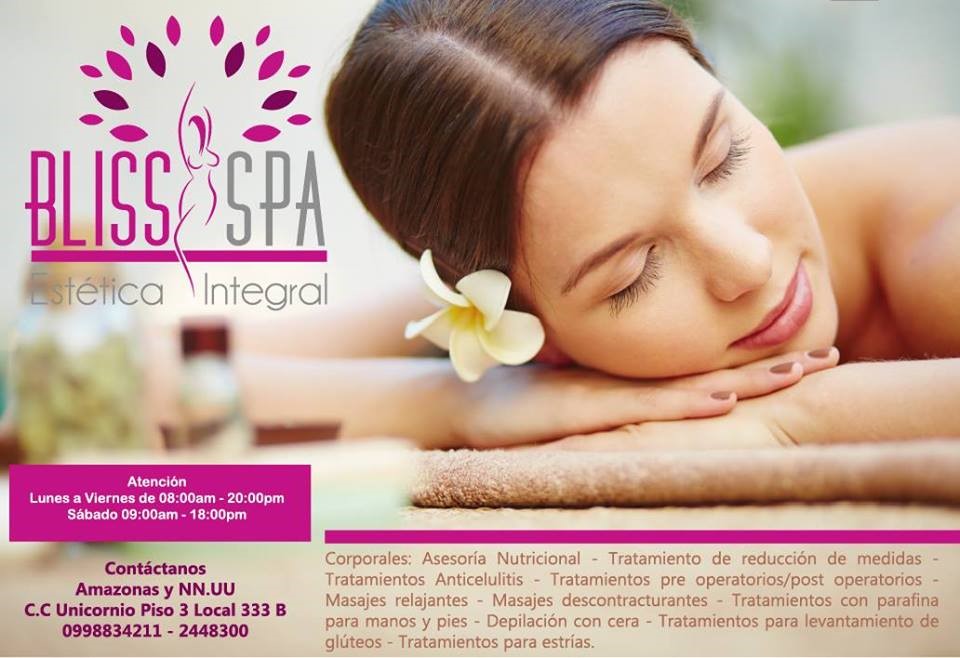 BLISS SPA
Estética Integral
Atención
Lunes a Viernes de 08:00am - 20:00pm
Sábado 09:00am - 18:00pm
Contáctanos
Amazonas y NN.UU
C.C Unicornio Piso 3 Local 333 B
0998834211 - 2448300
Corporales: Asesoría Nutricional - Tratamiento de reducción de medidas -
Tratamientos Anticelulitis - Tratamientos pre operatorios/post operatorios -
Masajes relajantes - Masajes descontracturantes - Tratamientos con parafina
para manos y pies - Depilación con cera - Tratamientos para levantamiento de
glúteos - Tratamientos para estrías.